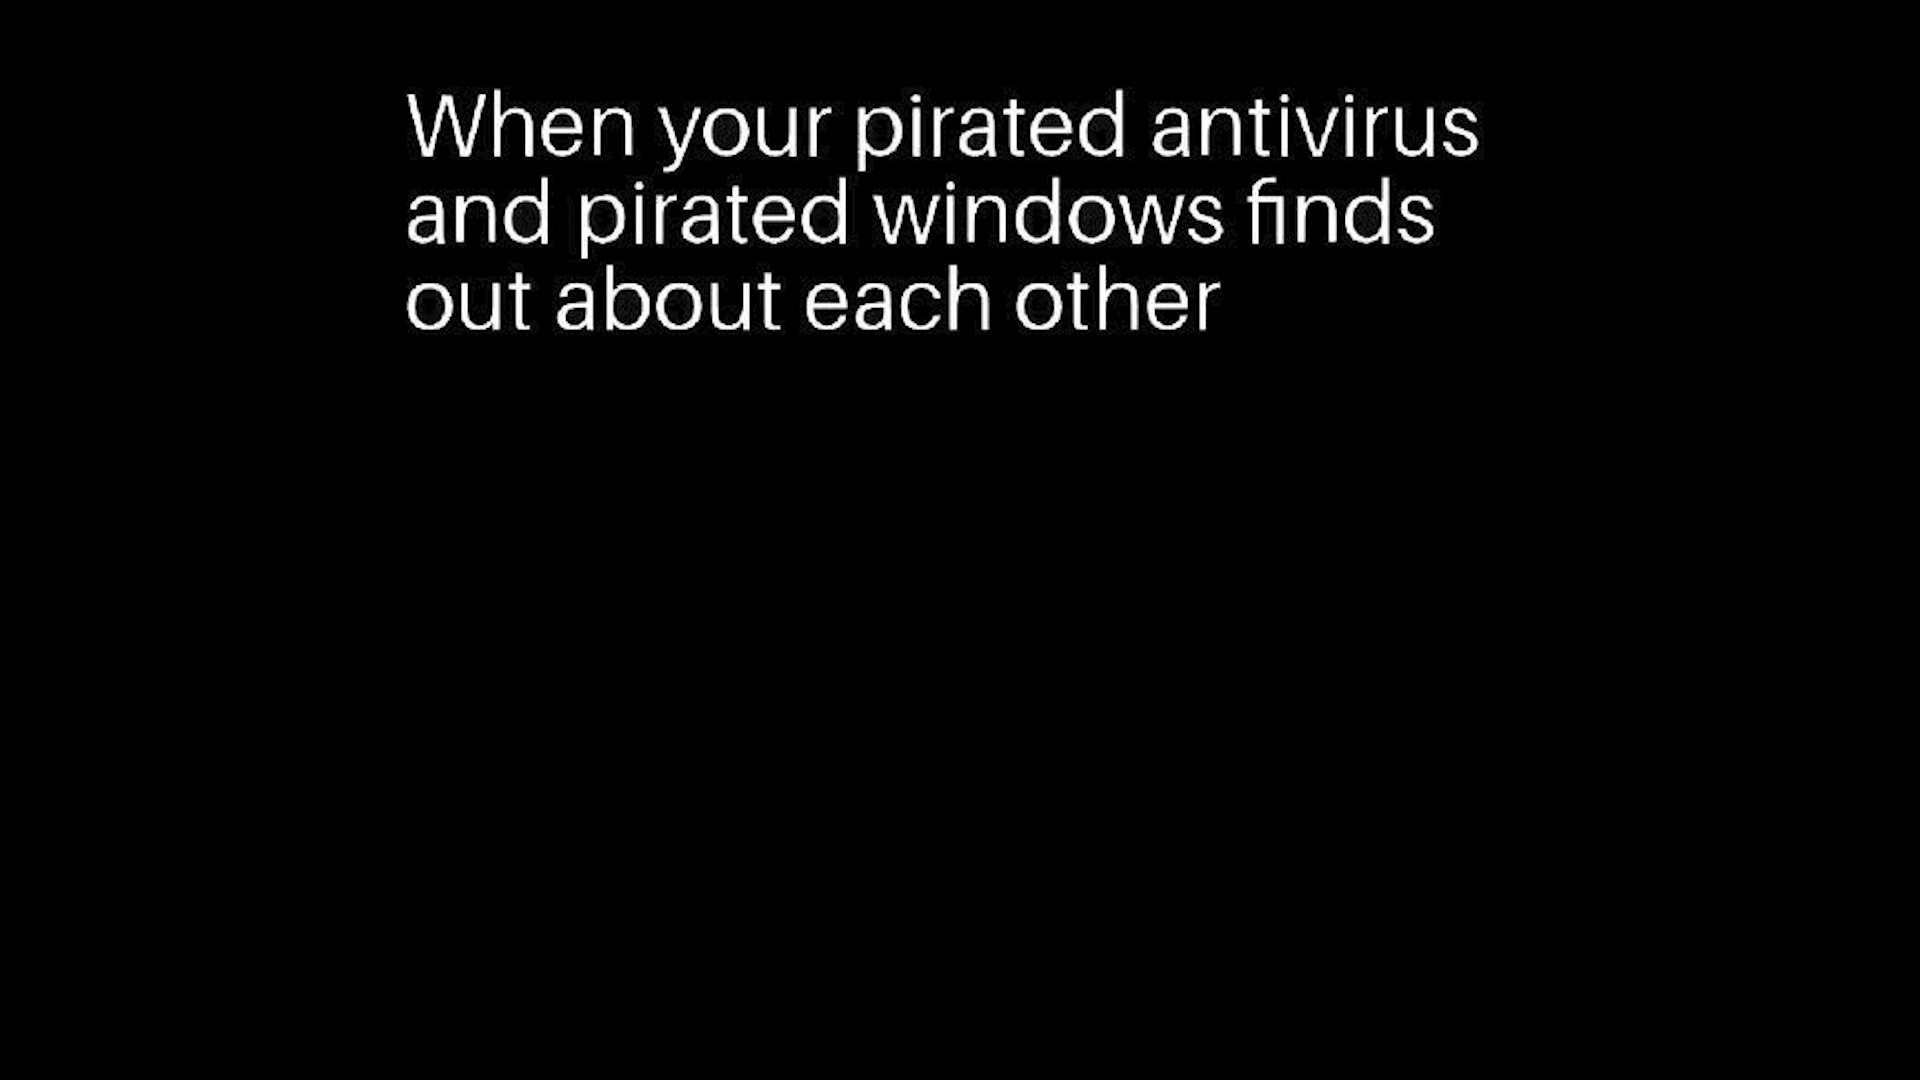 When your pirated antivirus
and pirated windows finds
out about each other